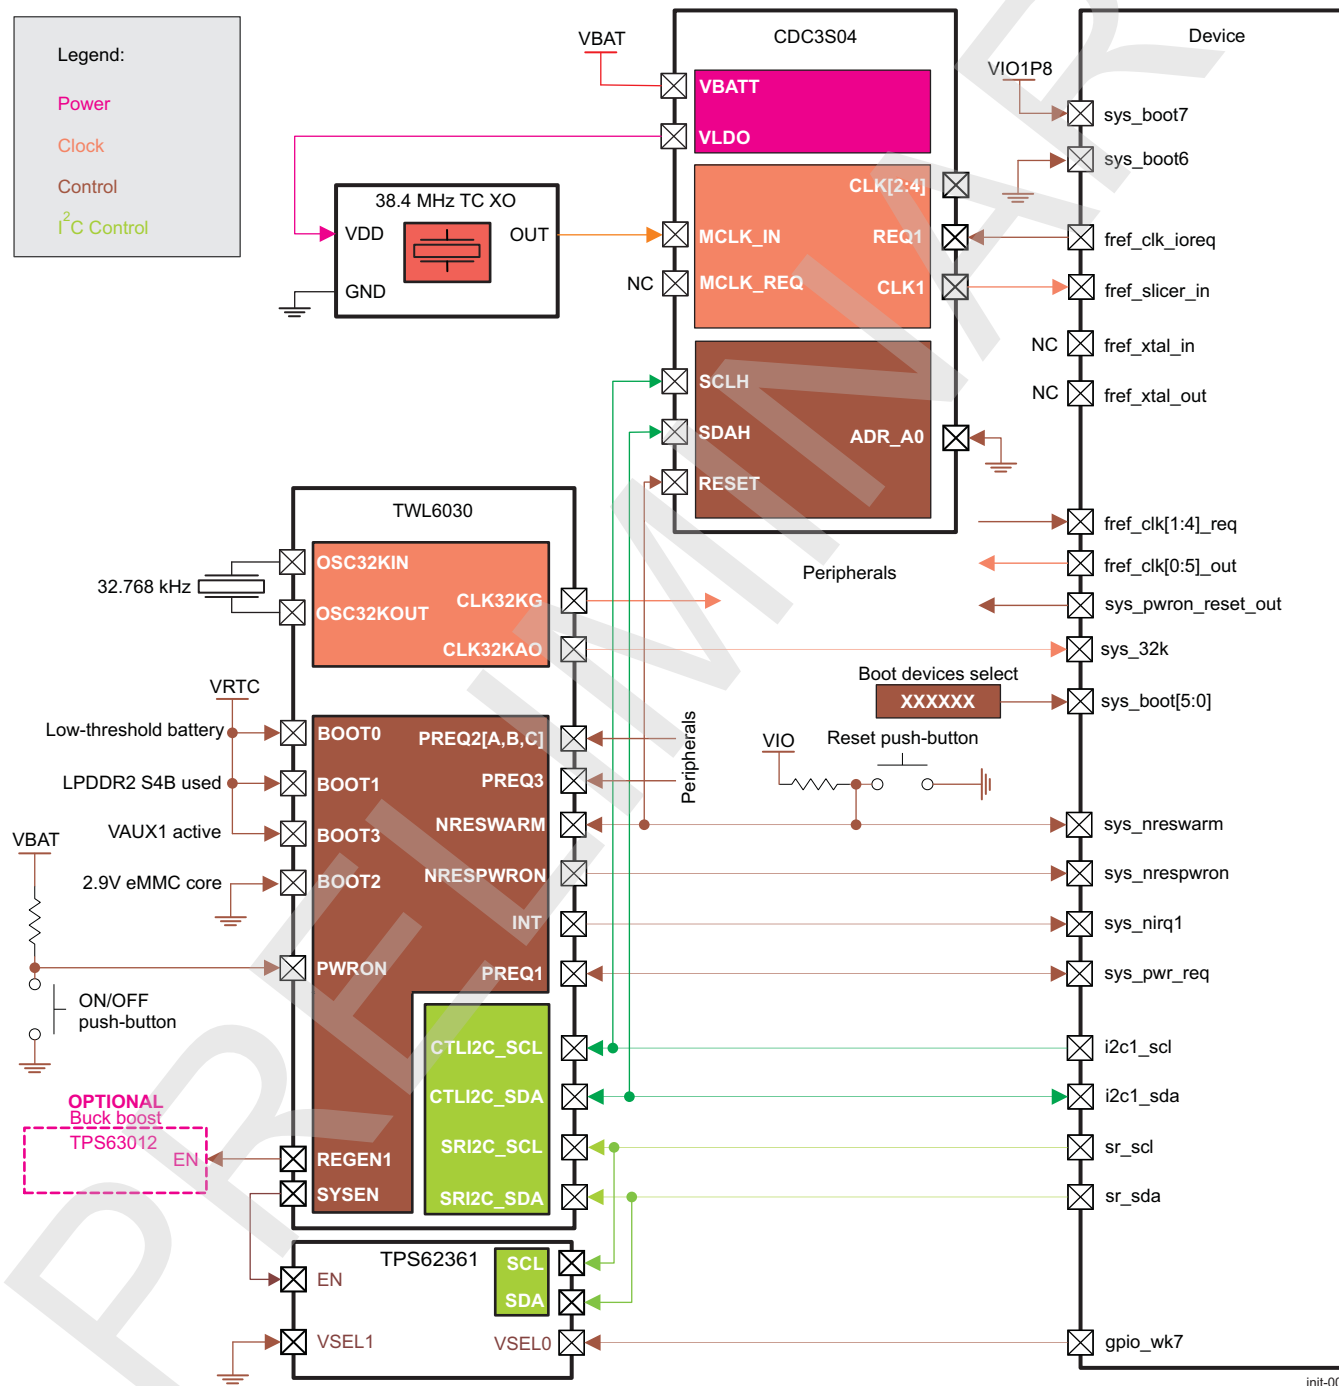 Legend:
Power
Clock
Control
I2C Control
VBAT
CDC3S04
Device
VBATT
VLDO
VIO1P8
sys_boot7
sys_boot6
38.4 MHz TC XO
VDD
OUT
GND
NC
MCLK_IN
MCLK_REQ
CLK[2:4]
REQ1
CLK1
fref_clk_ioreq
fref_slicer_in
NC
fref_xtal_in
NC
fref_xtal_out
SCLH
SDAH
ADR_A0
RESET
TWL6030
32.768 kHz
OSC32KIN
OSC32KOUT
CLK32KG
CLK32KAO
Peripherals
fref_clk[1:4]_req
fref_clk[0:5]_out
sys_pwron_reset_out
sys_32k
Boot devices select
XXXXXX
sys_boot[5:0]
VRTC
Low-threshold battery
BOOT0
LPDDR2 S4B used
BOOT1
VAUX1 active
BOOT3
2.9V eMMC core
BOOT2
VBAT
PWRON
ON/OFF
push-button
PREQ2[A,B,C]
PREQ3
Peripherals
NRESWARM
NRESPWRON
INT
PREQ1
VIO
Reset push-button
sys_nreswarm
sys_nrespwron
sys_nirq1
sys_pwr_req
CTLI2C_SCL
CTLI2C_SDA
SRI2C_SCL
SRI2C_SDA
i2c1_scl
i2c1_sda
sr_scl
sr_sda
OPTIONAL
Buck boost
TPS63012
EN
REGEN1
SYSEN
TPS62361
SCL
SDA
EN
VSEL1
VSEL0
gpio_wk7
PRELIMINAR